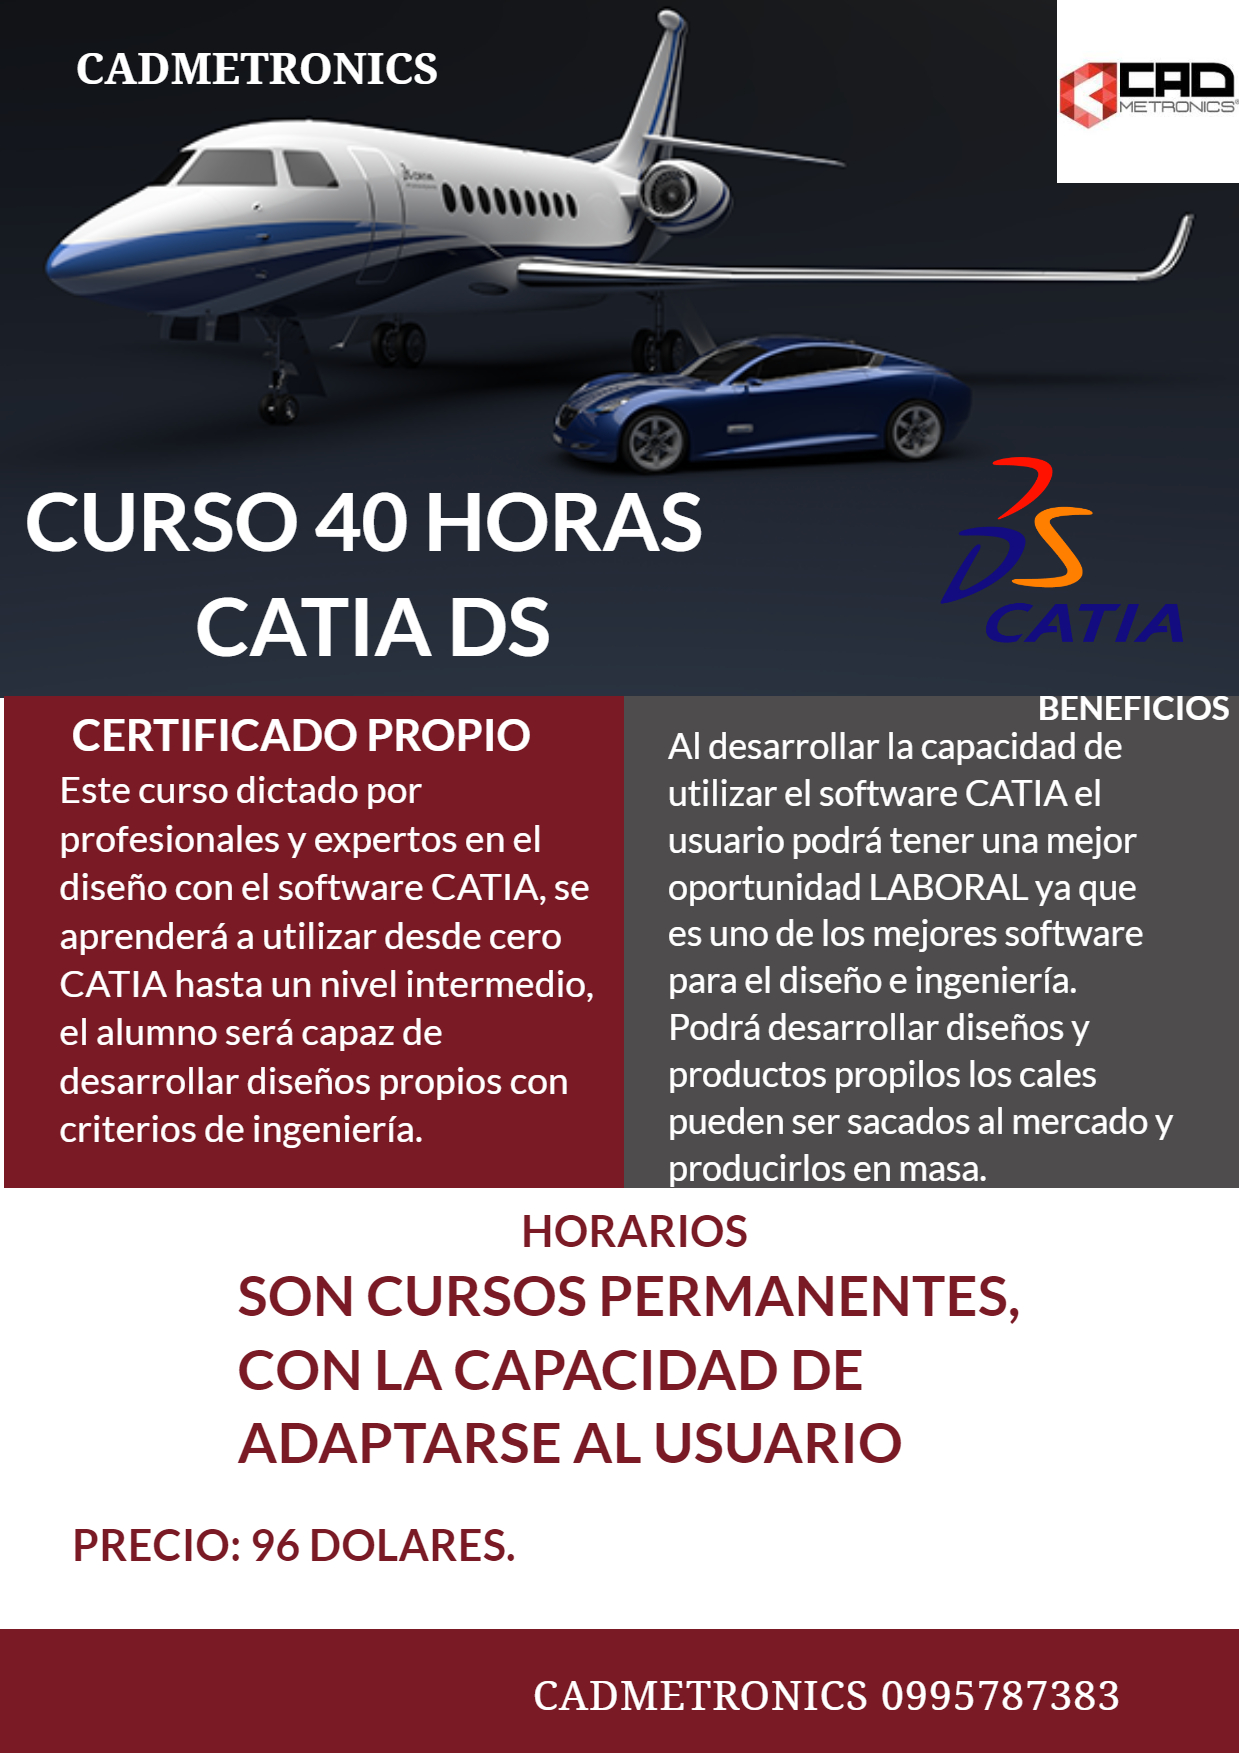 CADMETRONICS
CAD
METRONICS®
CURSO 40 HORAS
CATIA DS
DS CATIA
CERTIFICADO PROPIO
Este curso dictado por
profesionales y expertos en el
diseño con el software CATIA, se
aprenderá a utilizar desde cero
CATIA hasta un nivel intermedio,
el alumno será capaz de
desarrollar diseños propios con
criterios de ingeniería.
BENEFICIOS
Al desarrollar la capacidad de
utilizar el software CATIA el
usuario podrá tener una mejor
oportunidad LABORAL ya que
es uno de los mejores software
para el diseño e ingeniería.
Podrá desarrollar diseños y
productos propilos los cales
pueden ser sacados al mercado y
producirlos en masa.
HORARIOS
SON CURSOS PERMANENTES,
CON LA CAPACIDAD DE
ADAPTARSE AL USUARIO
PRECIO: 96 DOLARES.
CADMETRONICS 0995787383